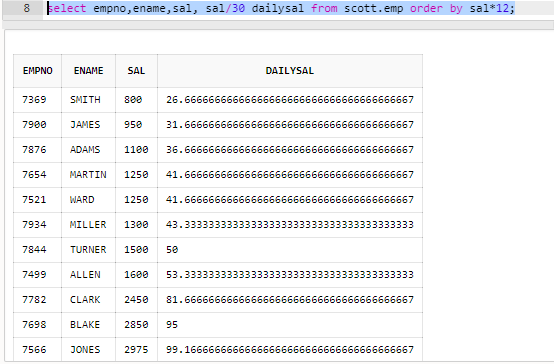 8 select empno,ename,sal, sal/30 dailysal from scott.emp order by sal*12;
EMPNO ENAME SAL DAILYSAL
7369 SMITH 800 26.66666666666666666666666666666666666667
7900 JAMES 950 31.66666666666666666666666666666666666667
7876 ADAMS 1100 36.66666666666666666666666666666666666667
7654 MARTIN 1250 41.66666666666666666666666666666666666667
7521 WARD 1250 41.66666666666666666666666666666666666667
7934 MILLER 1300 43.33333333333333333333333333333333333333
7844 TURNER 1500 50
7499 ALLEN 1600 53.33333333333333333333333333333333333333
7782 CLARK 2450 81.66666666666666666666666666666666666667
7698 BLAKE 2850 95
7566 JONES 2975 99.16666666666666666666666666666666666667